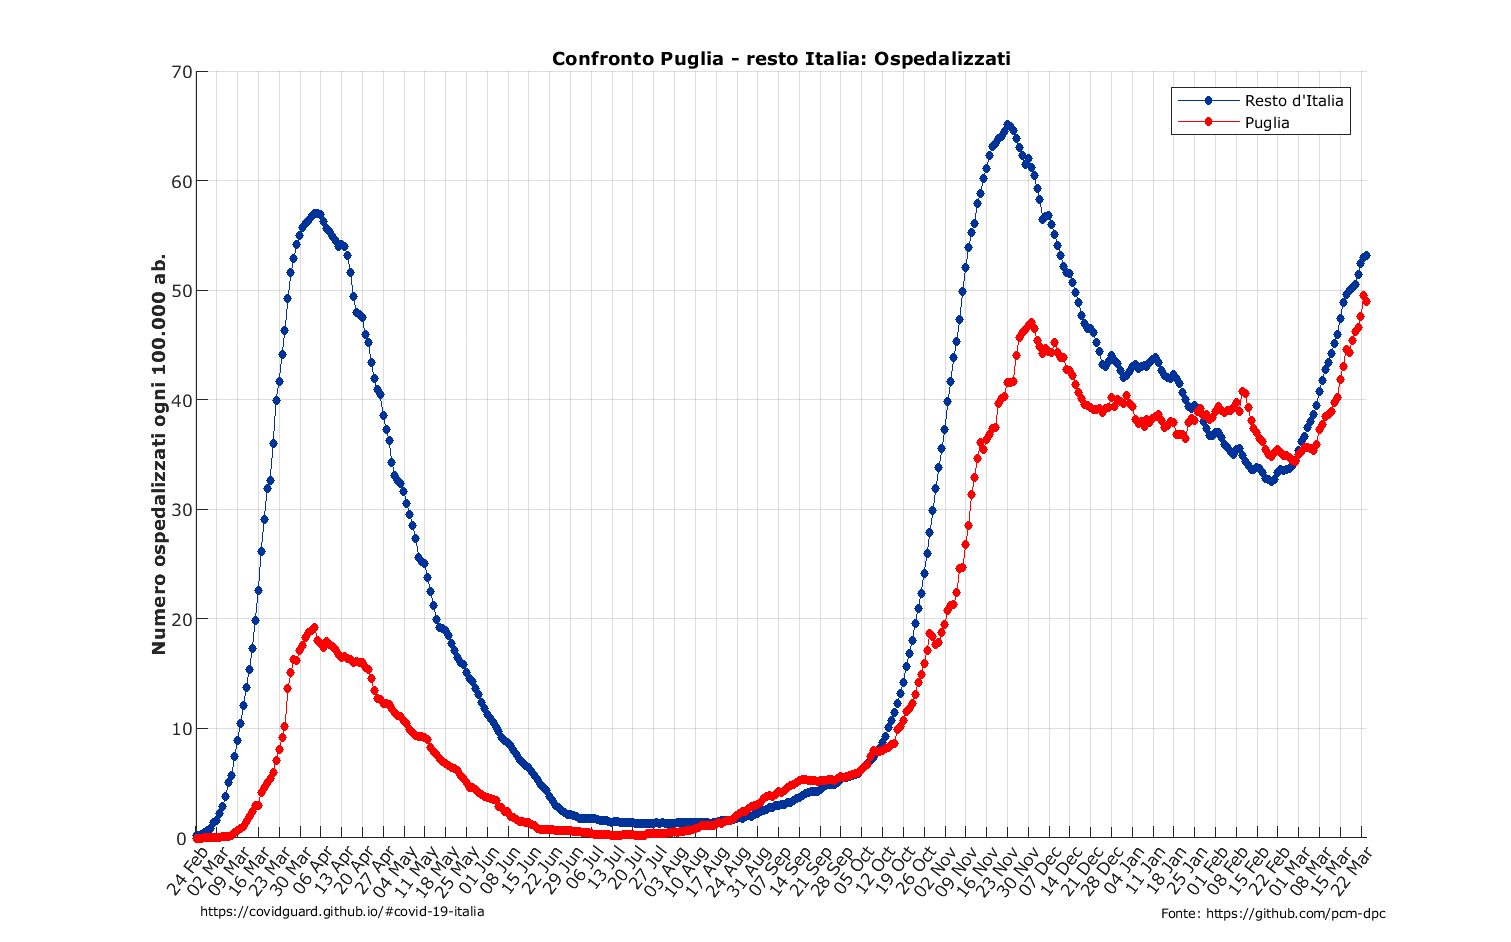 Confronto Puglia - resto Italia: Ospedalizzati
Numero ospedalizzati ogni 100.000 ab.
70
60
50
40
30
20
10
0
Resto d'Italia
Puglia
24 Feb
02 Mar
09 Mar
16 Mar
23 Mar
30 Mar
06 Apr
13 Apr
20 Apr
27 Apr
04 May
11 May
18 May
25 May
01 Jun
08 Jun
15 Jun
22 Jun
29 Jun
06 Jul
13 Jul
20 Jul
27 Jul
03 Aug
10 Aug
17 Aug
24 Aug
31 Aug
07 Sep
14 Sep
21 Sep
28 Sep
05 Oct
12 Oct
19 Oct
26 Oct
02 Nov
09 Nov
16 Nov
23 Nov
30 Nov
07 Dec
14 Dec
21 Dec
28 Dec
04 Jan
11 Jan
18 Jan
25 Jan
01 Feb
08 Feb
15 Feb
22 Feb
01 Mar
08 Mar
15 Mar
22 Mar
https://covidguard.github.io/#covid-19-italia
Fonte: https://github.com/pcm-dpc